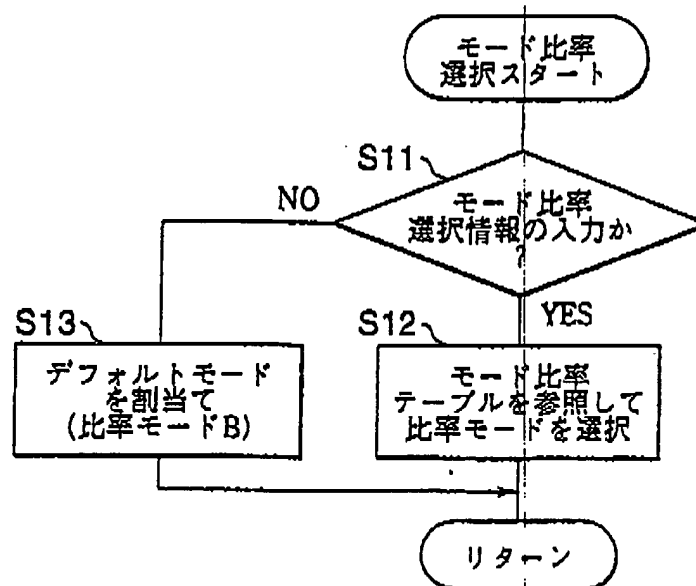 モード比率
選択スタート
S11
モード比率
選択情報の入力か
?
NO
YES
S13
デフォルトモード
を割当て
(比率モードB)
S12
モード比率
テーブルを参照して
比率モードを選択
リターン